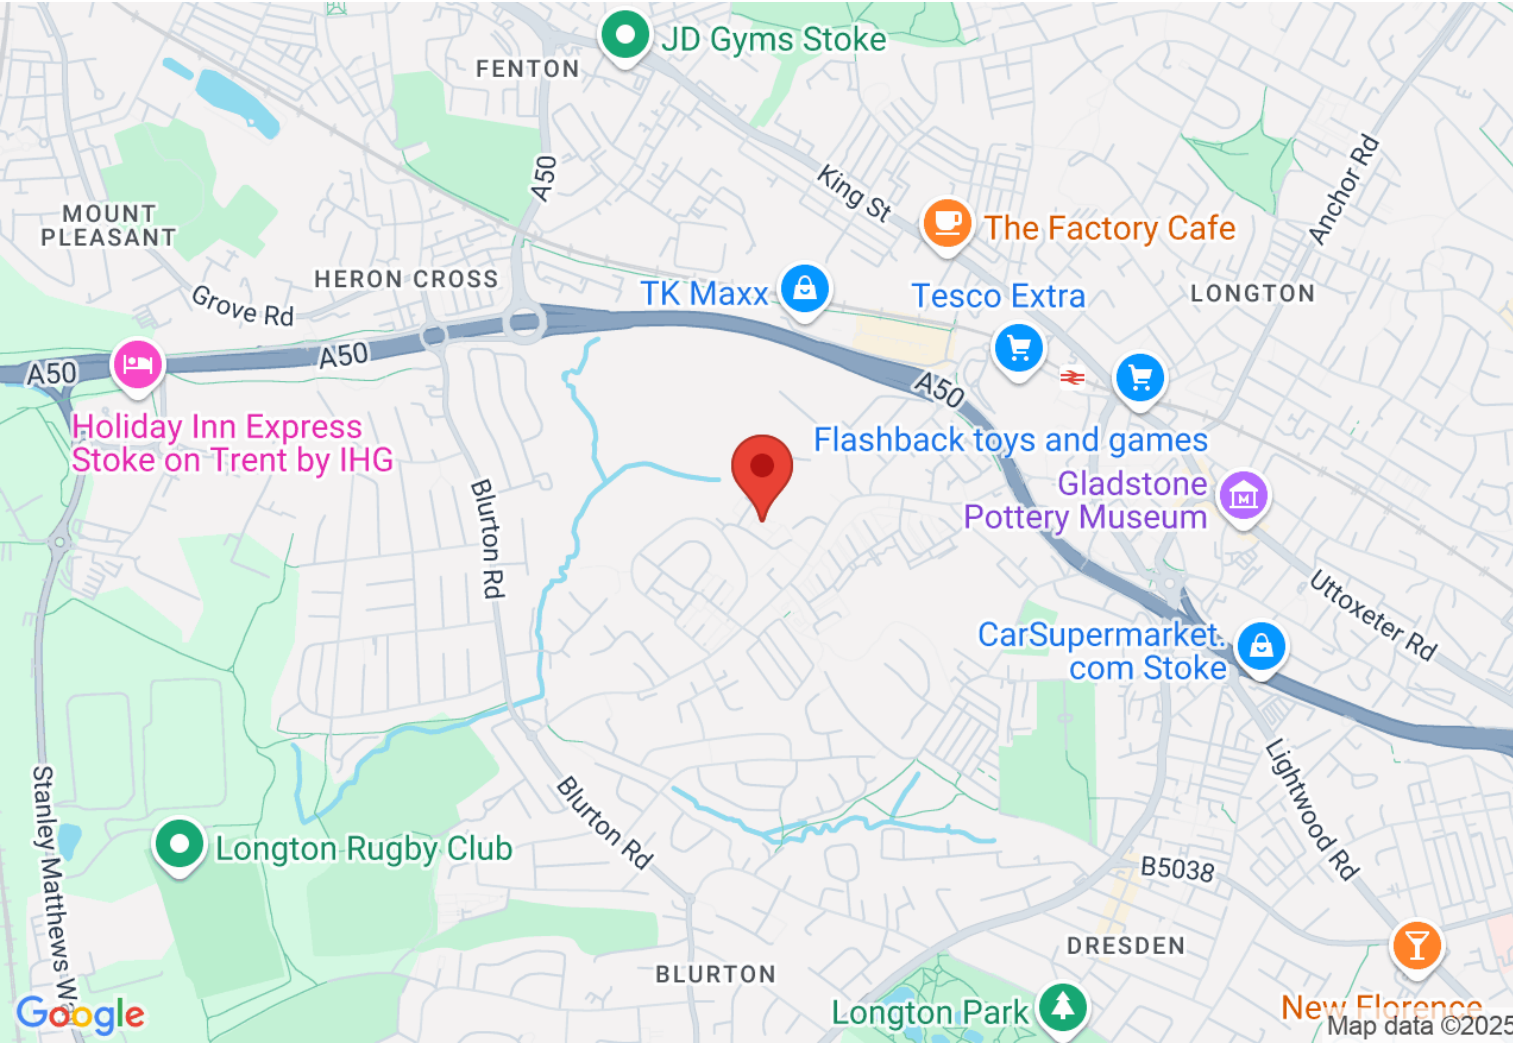 JD Gyms Stoke
FENTON
A50
King St
Anchor Rd
MOUNT
PLEASANT
The Factory Cafe
HERON CROSS
Grove Rd
TK Maxx
Tesco Extra
LONGTON
A50
A50
A50
Holiday Inn Express
Stoke on Trent by IHG
Flashback toys and games
Gladstone
Pottery Museum
Blurton Rd
Uttoxeter Rd
CarSupermarket.
com Stoke
Lightwood Rd
Stanley Matthews W
Blurton Rd
Longton Rugby Club
B5038
DRESDEN
BLURTON
Longton Park
New Florence
Google
Map data ©2025